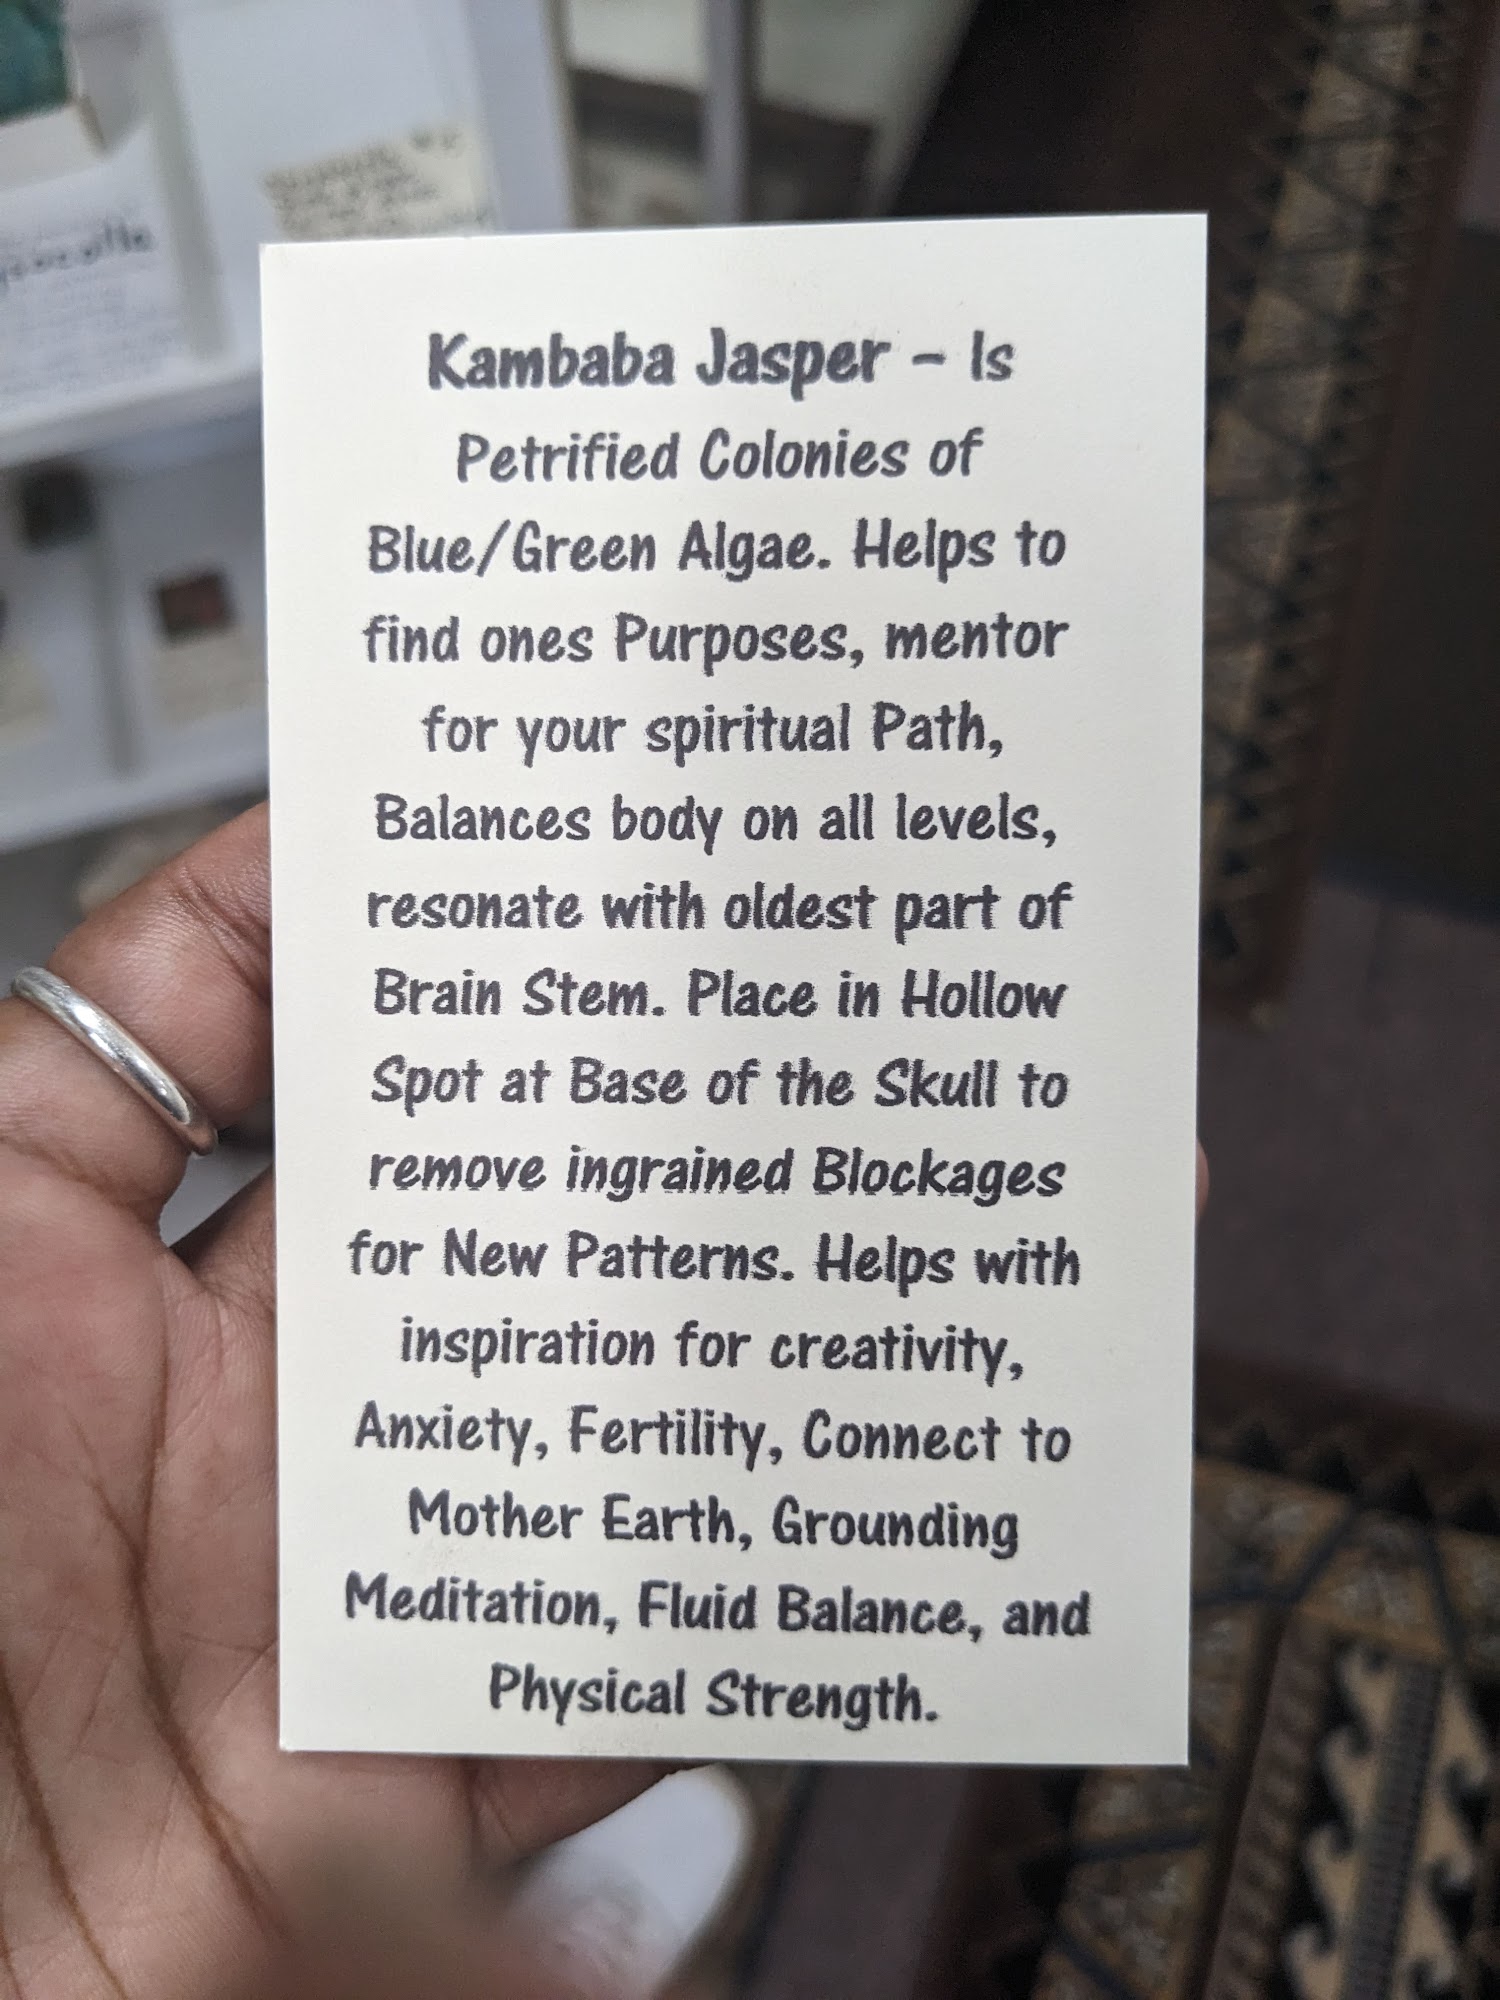 Kambaba Jasper - Is
Petrified Colonies of
Blue/Green Algae. Helps to
find ones Purposes, mentor
for your spiritual Path,
Balances body on all levels,
resonate with oldest part of
Brain Stem. Place in Hollow
Spot at Base of the Skull to
remove ingrained Blockages
for New Patterns. Helps with
inspiration for creativity,
Anxiety, Fertility, Connect to
Mother Earth, Grounding
Meditation, Fluid Balance, and
Physical Strength.